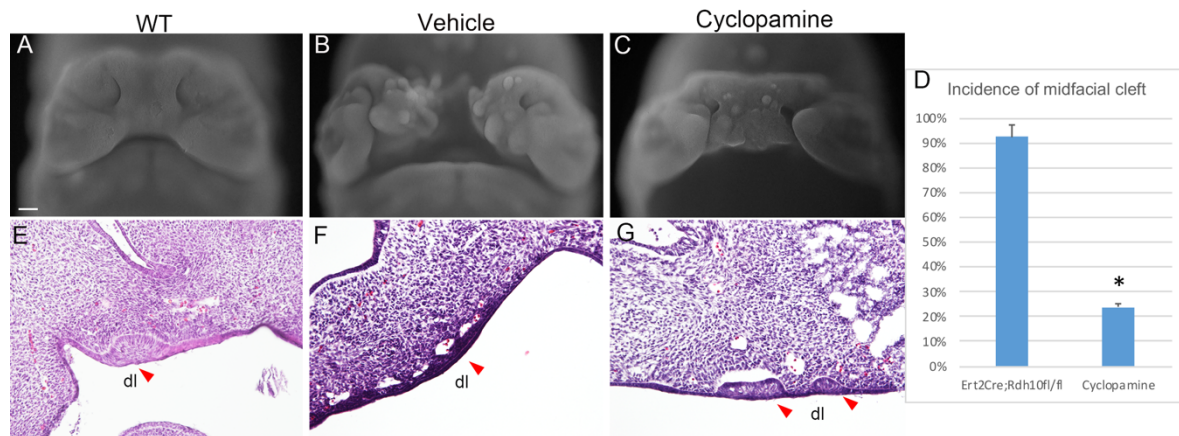 WT
Vehicle
Cyclopamine
A
B
C
D
Incidence of midfacial cleft
100%
90%
80%
70%
60%
50%
40%
30%
20%
10%
0%
*
Ert2Cre;Rdh10fl/fl
Cyclopamine
E
dl
F
dl
G
dl